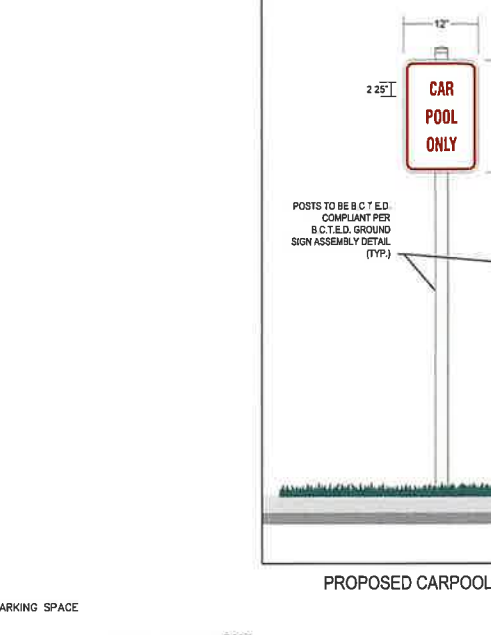 12"
2 25"
CAR
POOL
ONLY
POSTS TO BE B.C.T.E.D.
COMPLIANT PER
B.C.T.E.D. GROUND
SIGN ASSEMBLY DETAIL
(TYP.)
PROPOSED CARPOOL
ARKING SPACE